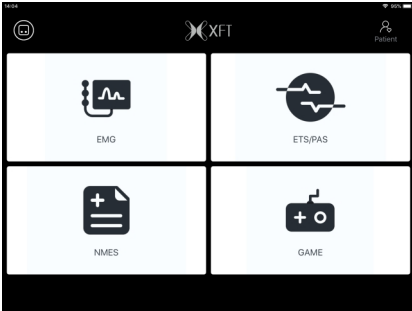 14:04
95%
XFT
Patient
EMG
ETS/PAS
NMES
GAME